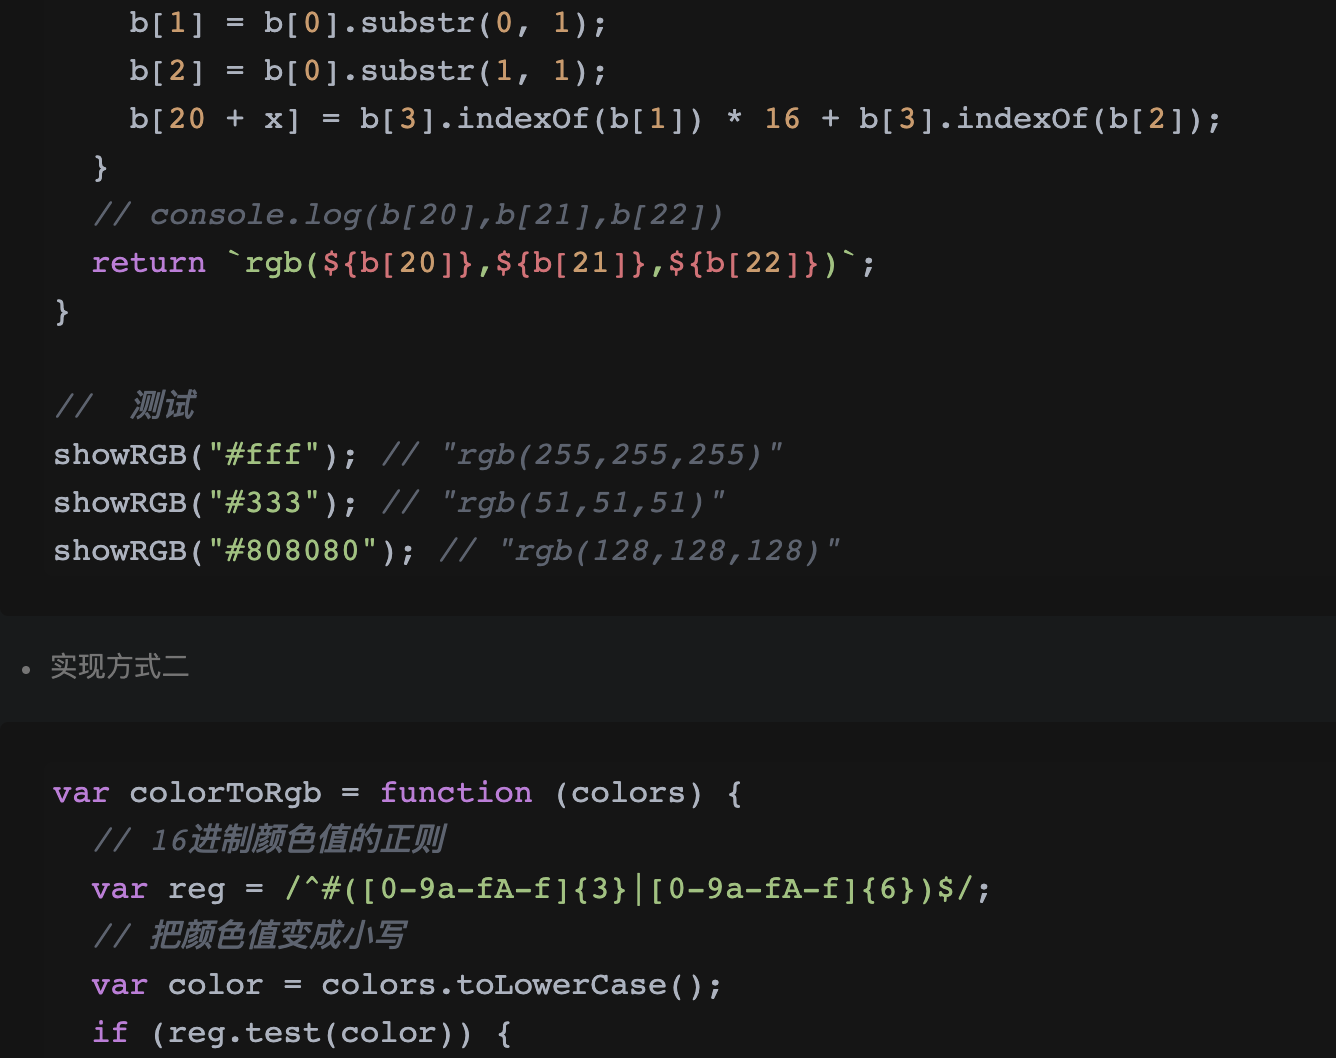 b[1] = b[0].substr(0, 1);
b[2] = b[0].substr(1, 1);
b[20 + x] = b[3].indexOf(b[1]) * 16 + b[3].indexOf(b[2]);
}
// console.log(b[20],b[21],b[22])
return `rgb(${b[20]},${b[21]},${b[22]})`;
}
// 测试
showRGB("#fff"); // "rgb(255,255,255)"
showRGB("#333"); // "rgb(51,51,51)"
showRGB("#808080"); // "rgb(128,128,128)"
• 实现方式二
var colorToRgb = function (colors) {
// 16进制颜色值的正则
var reg = /^#([0-9a-fA-f]{3}|[0-9a-fA-f]{6})$/;
// 把颜色值变成小写
var color = colors.toLowerCase();
if (reg.test(color)) {